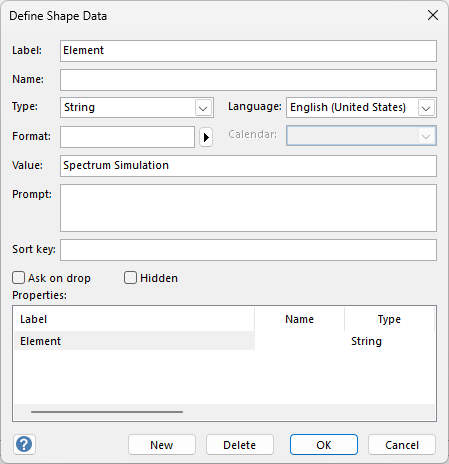 Define Shape Data
Label: Element
Name:
Type: String Language: English (United States)
Format: Calendar:
Value: Spectrum Simulation
Prompt:
Sort key:
Ask on drop Hidden
Properties:
Label Name Type
Element String
? New Delete OK Cancel